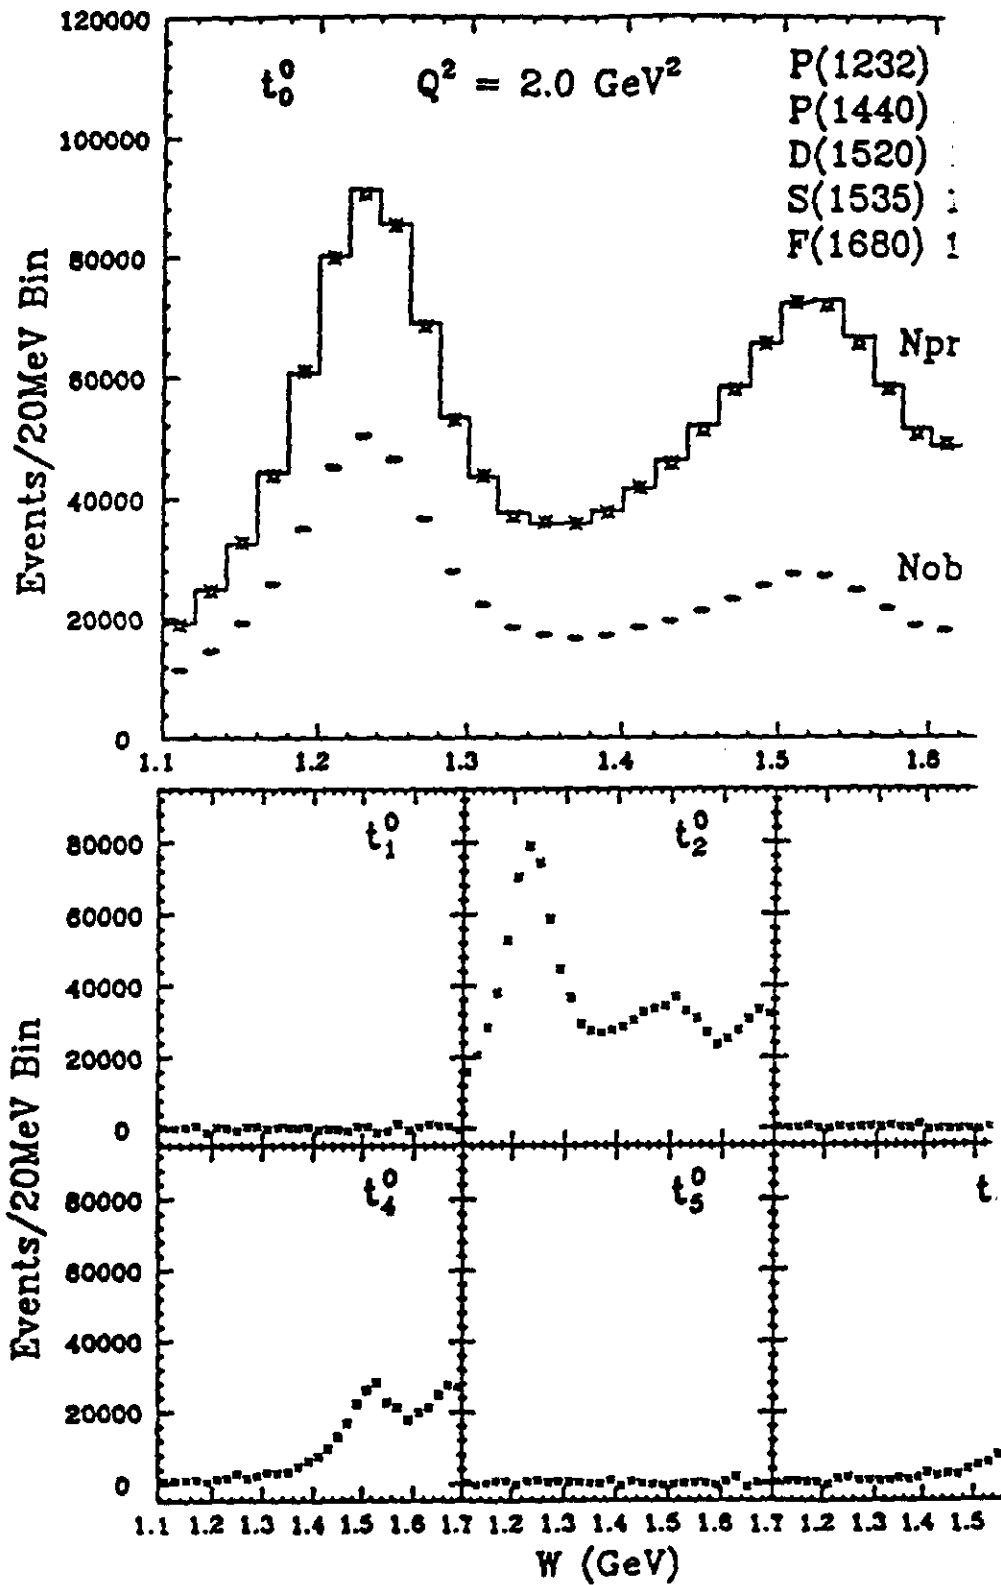 120000
100000
80000
60000
40000
20000
0
Events/20MeV Bin
t₀⁰ Q² = 2.0 GeV²
P(1232)
P(1440)
D(1520)
S(1535) 1
F(1680) 1
Npr
Nob
1.1 1.2 1.3 1.4 1.5 1.6
t₁⁰ t₂⁰
80000
60000
40000
20000
0
Events/20MeV Bin
t₄⁰ t₅⁰ t
80000
60000
40000
20000
0
1.1 1.2 1.3 1.4 1.5 1.6 1.7 1.2 1.3 1.4 1.5 1.6 1.7 1.2 1.3 1.4 1.5
W (GeV)